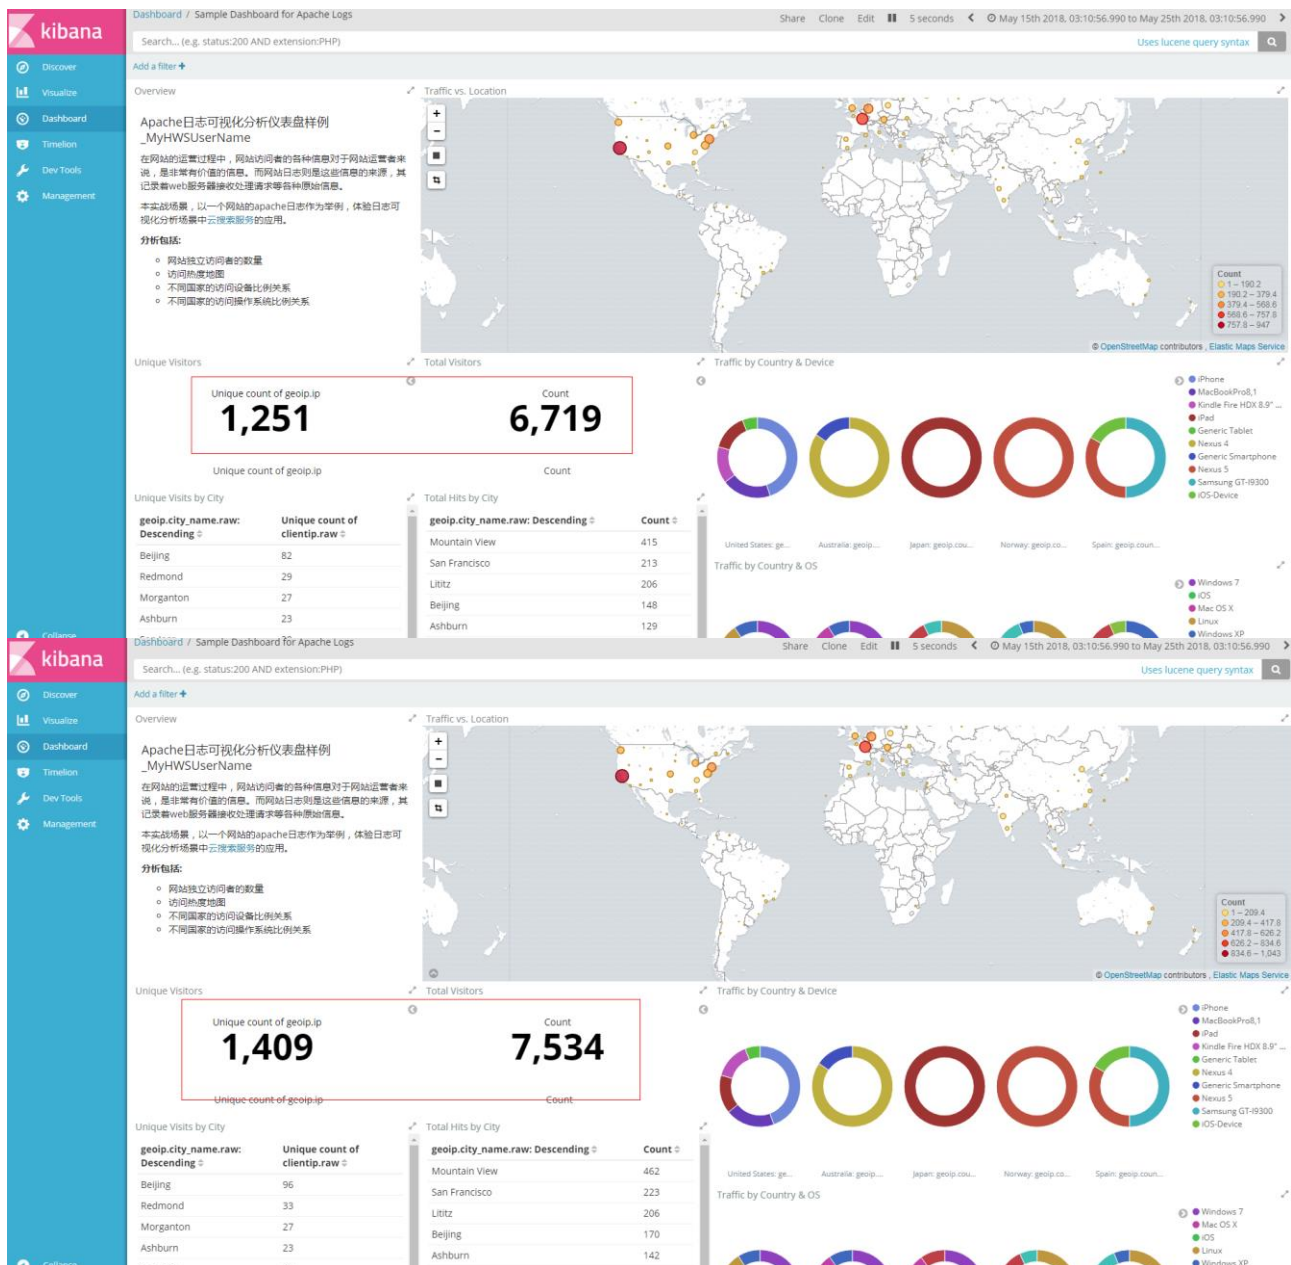 kibana
Dashboard / Sample Dashboard for Apache Logs
Share Clone Edit 5 seconds May 15th 2018, 03:10:56.990 to May 25th 2018, 03:10:56.990
Search... (e.g. status:200 AND extension:PHP)
Uses lucene query syntax
Add a filter +
Discover
Visualize
Dashboard
Timelion
Dev Tools
Management
Collapse
Overview
Apache日志可视化分析仪表盘样例
_MyHWSUserName
在网站的运营过程中，网站访问者的各种信息对于网站运营者来
说，是非常有价值的信息。而网站日志则是这些信息的来源，其
记录着web服务器接收处理请求等各种原始信息。
本实战场景，以一个网站的apache日志作为举例，体验日志可
视化分析场景中云搜索服务的应用。
分析包括:
网站独立访问者的数量
访问热度地图
不同国家的访问设备比例关系
不同国家的访问操作系统比例关系
Traffic vs. Location
+
−
Count
1 – 190.2
190.2 – 379.4
379.4 – 568.6
568.6 – 757.8
757.8 – 947
© OpenStreetMap contributors , Elastic Maps Service
Unique Visitors
Unique count of geoip.ip
1,251
Unique count of geoip.ip
Total Visitors
Count
6,719
Count
Traffic by Country & Device
iPhone
MacBookPro8,1
Kindle Fire HDX 8.9" ...
iPad
Generic Tablet
Nexus 4
Generic Smartphone
Nexus 5
Samsung GT-I9300
iOS-Device
United States: ge...
Australia: geoip....
Japan: geoip.cou...
Norway: geoip.co...
Spain: geoip.coun...
Unique Visits by City
geoip.city_name.raw: Descending
Unique count of clientip.raw
Beijing 82
Redmond 29
Morganton 27
Ashburn 23
Total Hits by City
geoip.city_name.raw: Descending Count
Mountain View 415
San Francisco 213
Lititz 206
Beijing 148
Ashburn 129
Traffic by Country & OS
Windows 7
iOS
Mac OS X
Linux
Windows XP
kibana
Dashboard / Sample Dashboard for Apache Logs
Share Clone Edit 5 seconds May 15th 2018, 03:10:56.990 to May 25th 2018, 03:10:56.990
Search... (e.g. status:200 AND extension:PHP)
Uses lucene query syntax
Add a filter +
Discover
Visualize
Dashboard
Timelion
Dev Tools
Management
Collapse
Overview
Apache日志可视化分析仪表盘样例
_MyHWSUserName
在网站的运营过程中，网站访问者的各种信息对于网站运营者来
说，是非常有价值的信息。而网站日志则是这些信息的来源，其
记录着web服务器接收处理请求等各种原始信息。
本实战场景，以一个网站的apache日志作为举例，体验日志可
视化分析场景中云搜索服务的应用。
分析包括:
网站独立访问者的数量
访问热度地图
不同国家的访问设备比例关系
不同国家的访问操作系统比例关系
Traffic vs. Location
+
−
Count
1 – 209.4
209.4 – 417.8
417.8 – 626.2
626.2 – 834.6
834.6 – 1,043
© OpenStreetMap contributors , Elastic Maps Service
Unique Visitors
Unique count of geoip.ip
1,409
Unique count of geoip.ip
Total Visitors
Count
7,534
Count
Traffic by Country & Device
iPhone
MacBookPro8,1
iPad
Kindle Fire HDX 8.9" ...
Generic Tablet
Nexus 4
Generic Smartphone
Nexus 5
Samsung GT-I9300
iOS-Device
United States: ge...
Australia: geoip....
Japan: geoip.cou...
Norway: geoip.co...
Spain: geoip.coun...
Unique Visits by City
geoip.city_name.raw: Descending
Unique count of clientip.raw
Beijing 96
Redmond 33
Morganton 27
Ashburn 23
Total Hits by City
geoip.city_name.raw: Descending Count
Mountain View 462
San Francisco 223
Lititz 206
Beijing 170
Ashburn 142
Traffic by Country & OS
Windows 7
Mac OS X
iOS
Linux
Windows XP